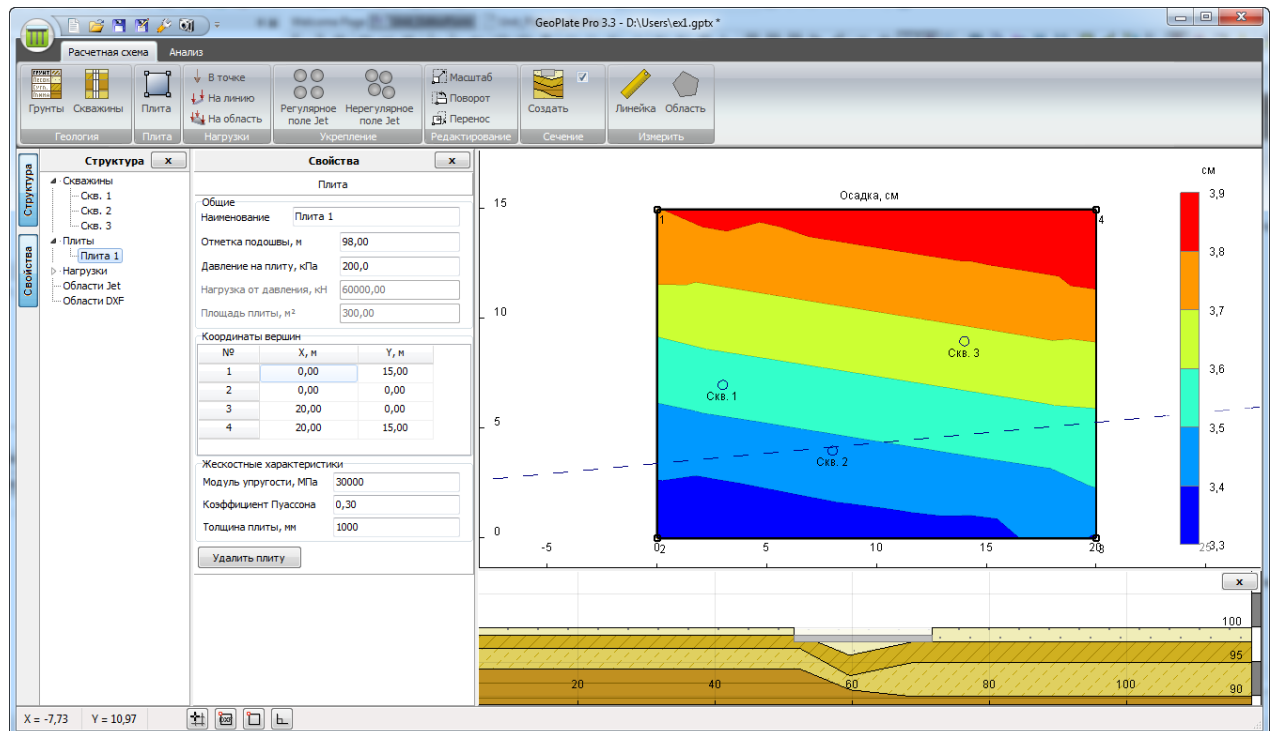 GeoPlate Pro 3.3 - D:\Users\ex1.gptx *
Расчетная схема Анализ
Грунты Скважины Плита
В точке
На линию
На область
Регулярное поле Jet
Нерегулярное поле Jet
Масштаб
Поворот
Перенос
Создать
Линейка Область
Геология Плита Нагрузки Укрепление Редактирование Сечение Измерить
Структура x
Структура
Свойства
Скважины
Скв. 1
Скв. 2
Скв. 3
Плиты
Плита 1
Нагрузки
Области Jet
Области DXF
Свойства x
Плита
Общие
Наименование Плита 1
Отметка подошвы, м 98,00
Давление на плиту, кПа 200,0
Нагрузка от давления, кН 60000,00
Площадь плиты, м² 300,00
Координаты вершин
№ X, м Y, м
1 0,00 15,00
2 0,00 0,00
3 20,00 0,00
4 20,00 15,00
Жескостные характеристики
Модуль упругости, МПа 30000
Коэффициент Пуассона 0,30
Толщина плиты, мм 1000
Удалить плиту
см
Осадка, см
15
10
5
0
1
4
Скв. 3
Скв. 1
Скв. 2
-5 0 2 5 10 15 20 3 25
3,9
3,8
3,7
3,6
3,5
3,4
3,3
x
100
95
90
20 40 60 80 100
X = -7,73 Y = 10,97